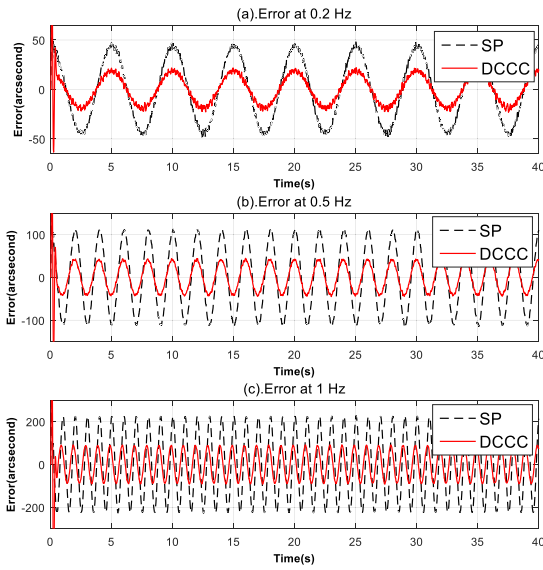 (a).Error at 0.2 Hz
Error(arcsecond)
50
0
-50
SP
DCCC
0 5 10 15 20 25 30 35 40
Time(s)
(b).Error at 0.5 Hz
Error(arcsecond)
100
0
-100
SP
DCCC
0 5 10 15 20 25 30 35 40
Time(s)
(c).Error at 1 Hz
Error(arcsecond)
200
0
-200
SP
DCCC
0 5 10 15 20 25 30 35 40
Time(s)